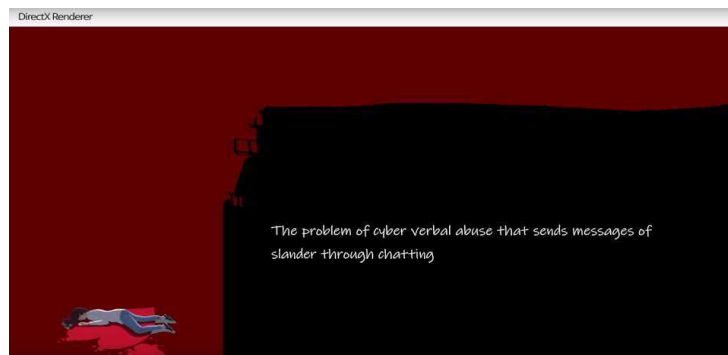 DirectX Renderer
The problem of cyber verbal abuse that sends messages of
slander through chatting